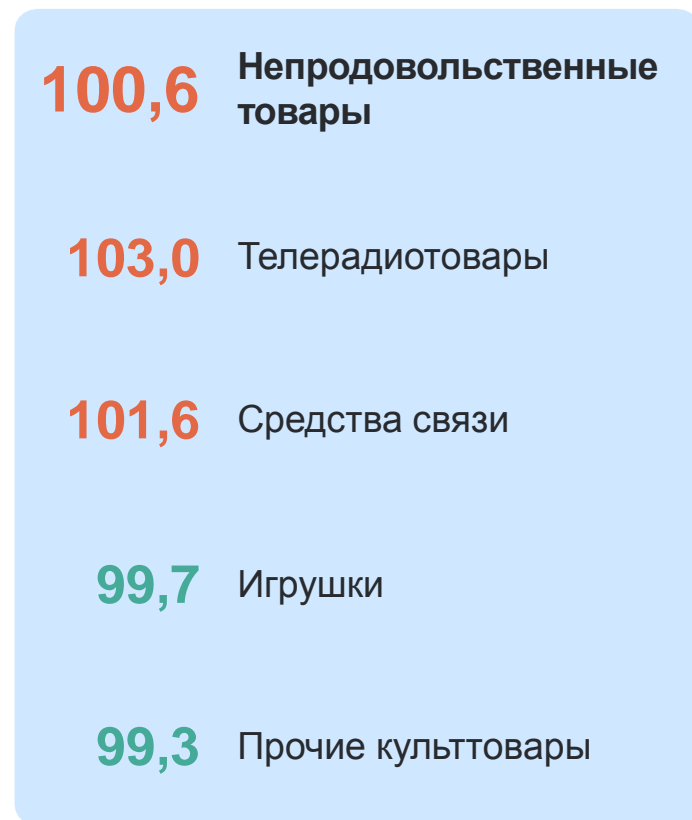 100,6 Непродовольственные
товары
103,0 Телерадиотовары
101,6 Средства связи
99,7 Игрушки
99,3 Прочие культтовары